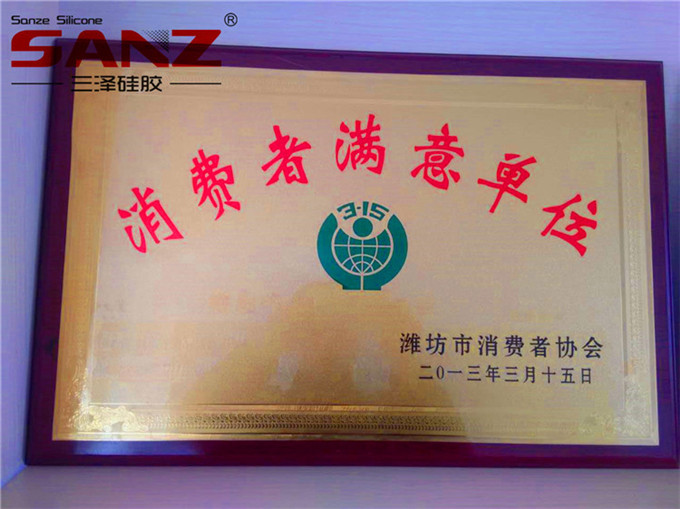 Sanze Silicone
SANZ®
三泽硅胶
消费者满意单位
3·15
潍坊市消费者协会
二0一三年三月十五日